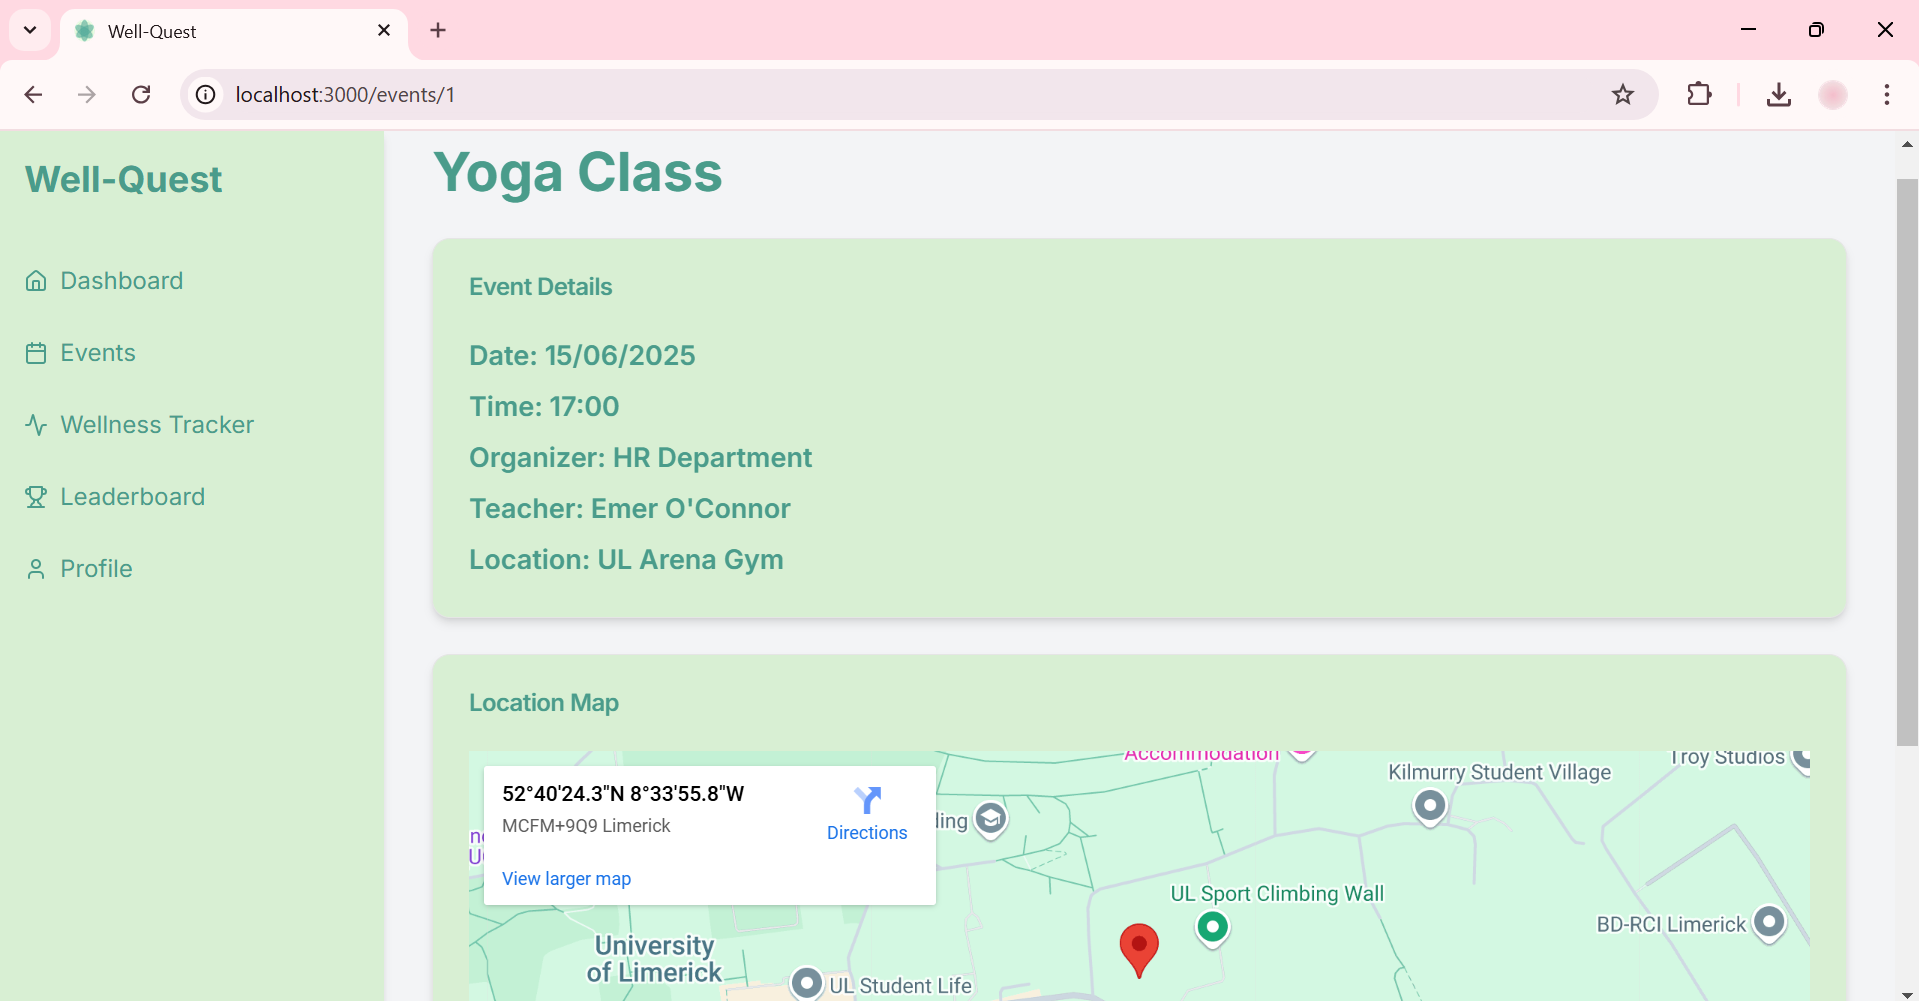 Well-Quest
localhost:3000/events/1
Well-Quest
Dashboard
Events
Wellness Tracker
Leaderboard
Profile
Yoga Class
Event Details
Date: 15/06/2025
Time: 17:00
Organizer: HR Department
Teacher: Emer O'Connor
Location: UL Arena Gym
Location Map
52°40'24.3"N 8°33'55.8"W
MCFM+9Q9 Limerick
Directions
View larger map
Accommodation
Troy Studios
Kilmurry Student Village
UL Sport Climbing Wall
BD-RCI Limerick
University
of Limerick
UL Student Life